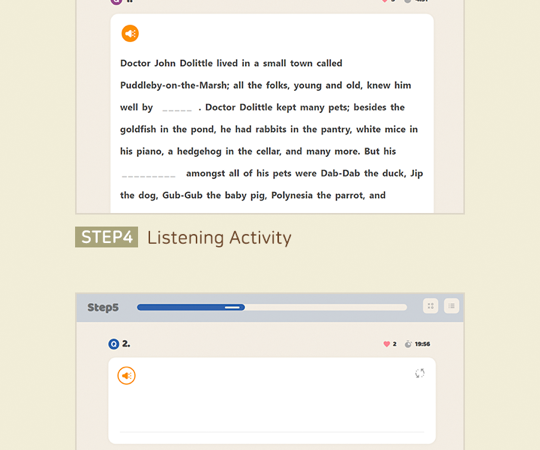 Doctor John Dolittle lived in a small town called
Puddleby-on-the-Marsh; all the folks, young and old, knew him
well by _____ . Doctor Dolittle kept many pets; besides the
goldfish in the pond, he had rabbits in the pantry, white mice in
his piano, a hedgehog in the cellar, and many more. But his
_________ amongst all of his pets were Dab-Dab the duck, Jip
the dog, Gub-Gub the baby pig, Polynesia the parrot, and
STEP4 Listening Activity
Step5
Q 2.
2 19:56